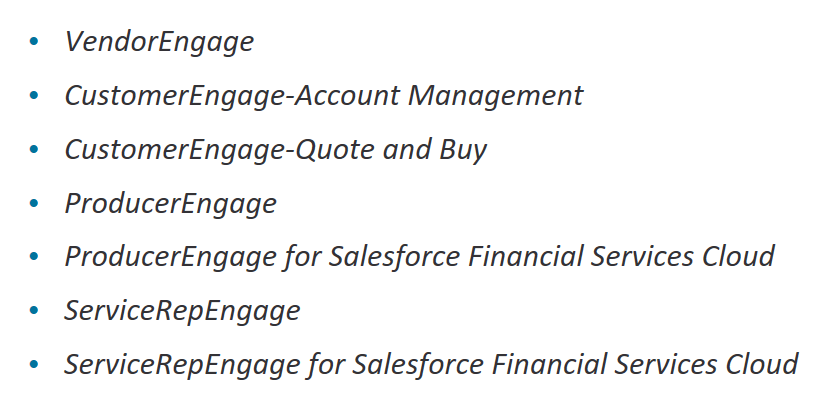 • VendorEngage
• CustomerEngage-Account Management
• CustomerEngage-Quote and Buy
• ProducerEngage
• ProducerEngage for Salesforce Financial Services Cloud
• ServiceRepEngage
• ServiceRepEngage for Salesforce Financial Services Cloud